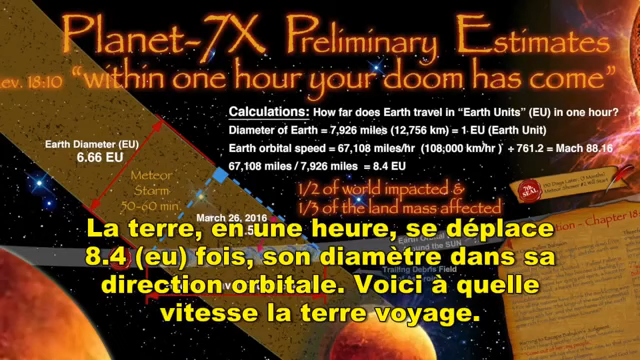 Planet-7X Preliminary Estimates
Rev. 18:10 "within one hour your doom has come"
Calculations: How far does Earth travel in "Earth Units" (EU) in one hour?
Diameter of Earth = 7,926 miles (12,756 km) = 1 EU (Earth Unit)
Earth orbital speed = 67,108 miles/hr (108,000 km/hr ) ÷ 761.2 = Mach 88.16
67,108 miles / 7,926 miles = 8.4 EU
Earth Diameter (EU)
6.66 EU
Meteor
Storm
50-60 min.
1/2 of world impacted &
1/3 of the land mass affected
March 26, 2016
7th
SEAL
La terre, en une heure, se déplace
8.4 (eu) fois, son diamètre dans sa
direction orbitale. Voici à quelle
vitesse la terre voyage.
Trailing Debris Field